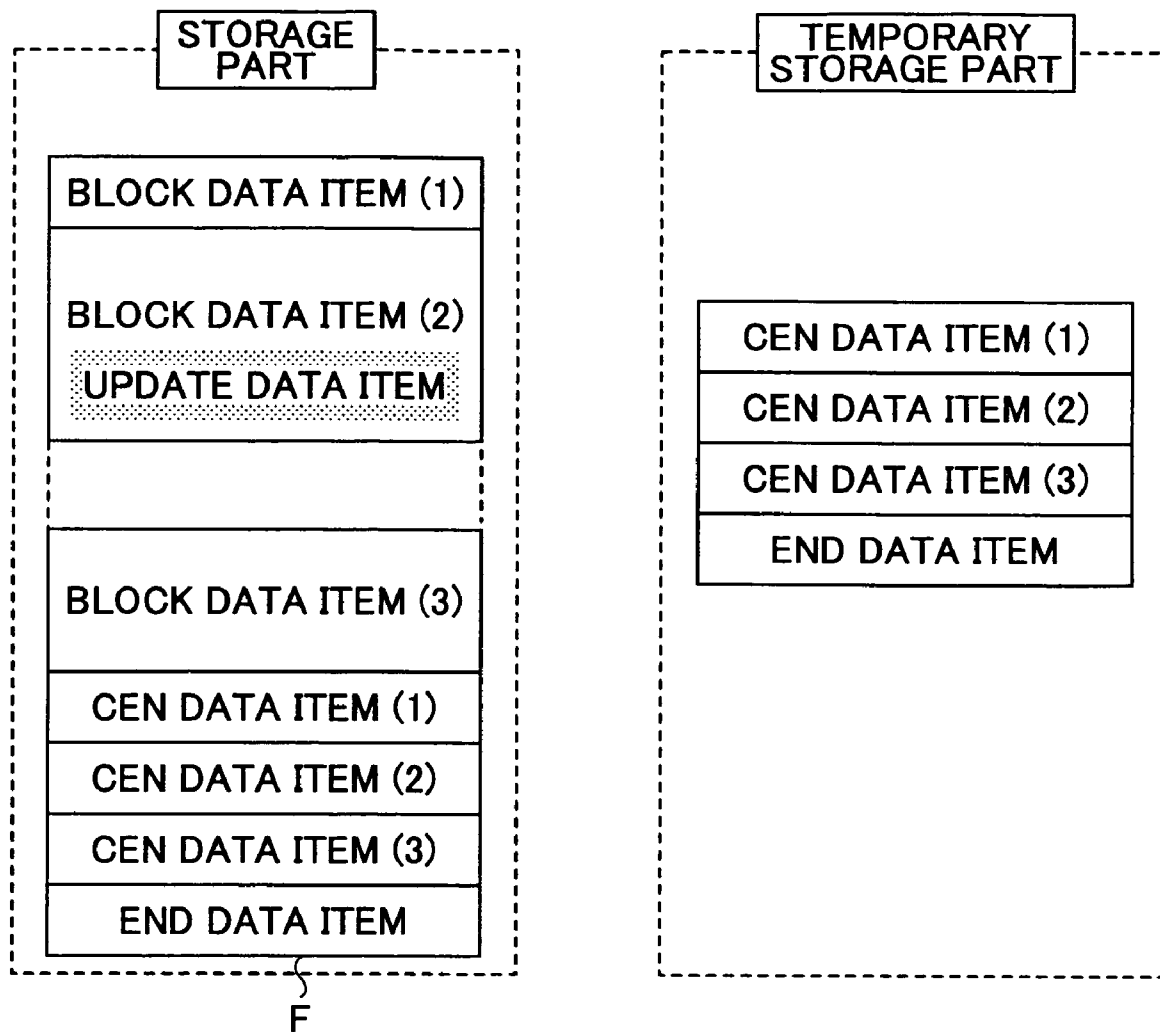 STORAGE
PART
BLOCK DATA ITEM (1)
BLOCK DATA ITEM (2)
UPDATE DATA ITEM
BLOCK DATA ITEM (3)
CEN DATA ITEM (1)
CEN DATA ITEM (2)
CEN DATA ITEM (3)
END DATA ITEM
F
TEMPORARY
STORAGE PART
CEN DATA ITEM (1)
CEN DATA ITEM (2)
CEN DATA ITEM (3)
END DATA ITEM